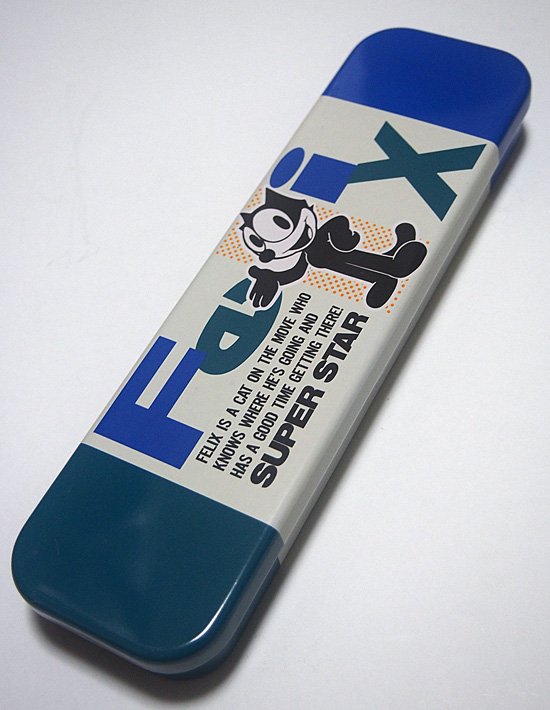 Felix
FELIX IS A CAT ON THE MOVE WHO
KNOWS WHERE HE'S GOING AND
HAS A GOOD TIME GETTING THERE!
SUPER STAR